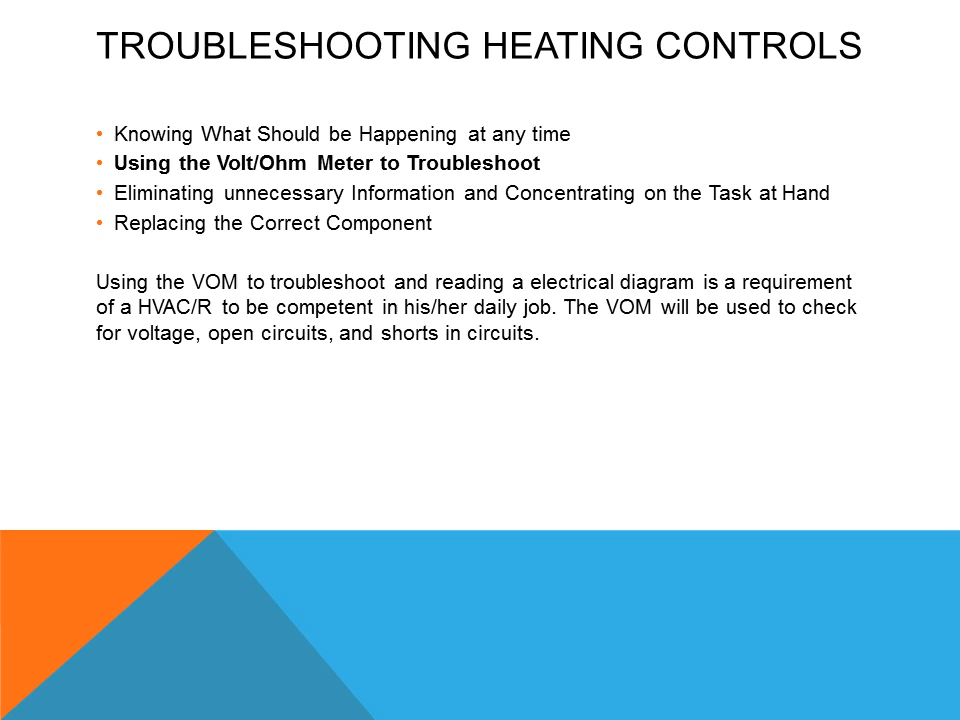 TROUBLESHOOTING HEATING CONTROLS
• Knowing What Should be Happening at any time
• Using the Volt/Ohm Meter to Troubleshoot
• Eliminating unnecessary Information and Concentrating on the Task at Hand
• Replacing the Correct Component
Using the VOM to troubleshoot and reading a electrical diagram is a requirement
of a HVAC/R to be competent in his/her daily job. The VOM will be used to check
for voltage, open circuits, and shorts in circuits.